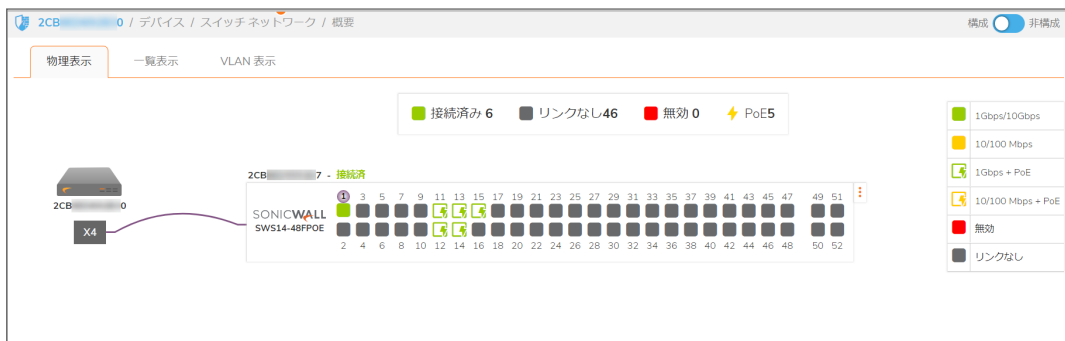 2CB 0 / デバイス / スイッチ ネットワーク / 概要
構成 非構成
物理表示 一覧表示 VLAN 表示
接続済み 6 リンクなし46 無効 0 PoE5
1Gbps/10Gbps
10/100 Mbps
1Gbps + PoE
10/100 Mbps + PoE
無効
リンクなし
2CB 0
X4
2CB 7 - 接続済
1 3 5 7 9 11 13 15 17 19 21 23 25 27 29 31 33 35 37 39 41 43 45 47 49 51
SONICWALL
SWS14-48FPOE
2 4 6 8 10 12 14 16 18 20 22 24 26 28 30 32 34 36 38 40 42 44 46 48 50 52